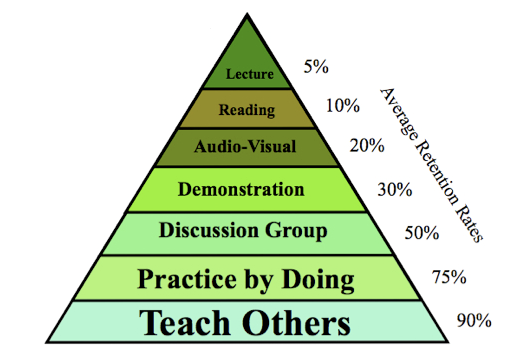 Lecture
5%
Reading
10%
Audio-Visual
20%
Demonstration
30%
Discussion Group
50%
Practice by Doing
75%
Teach Others
90%
Average Retention Rates